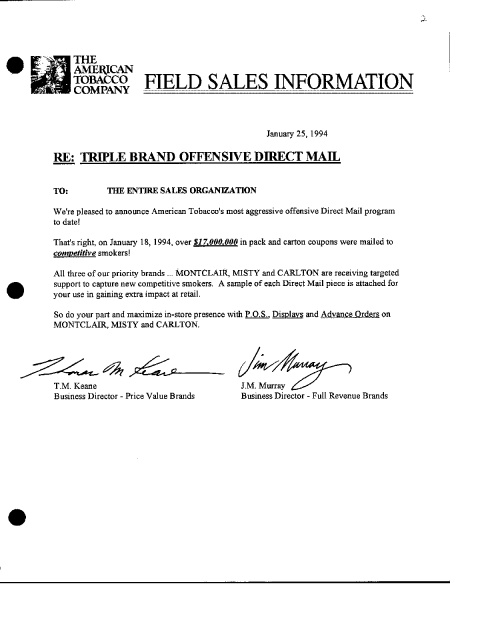 2
THE
AMERICAN
TOBACCO
COMPANY
FIELD SALES INFORMATION
January 25, 1994
RE: TRIPLE BRAND OFFENSIVE DIRECT MAIL
TO: THE ENTIRE SALES ORGANIZATION
We're pleased to announce American Tobacco's most aggressive offensive Direct Mail program
to date!
That's right, on January 18, 1994, over $17,000,000 in pack and carton coupons were mailed to
competitive smokers!
All three of our priority brands ... MONTCLAIR, MISTY and CARLTON are receiving targeted
support to capture new competitive smokers. A sample of each Direct Mail piece is attached for
your use in gaining extra impact at retail.
So do your part and maximize in-store presence with P.O.S., Displays and Advance Orders on
MONTCLAIR, MISTY and CARLTON.
Thomas M Keane Jim Murray
T.M. Keane J.M. Murray
Business Director - Price Value Brands Business Director - Full Revenue Brands